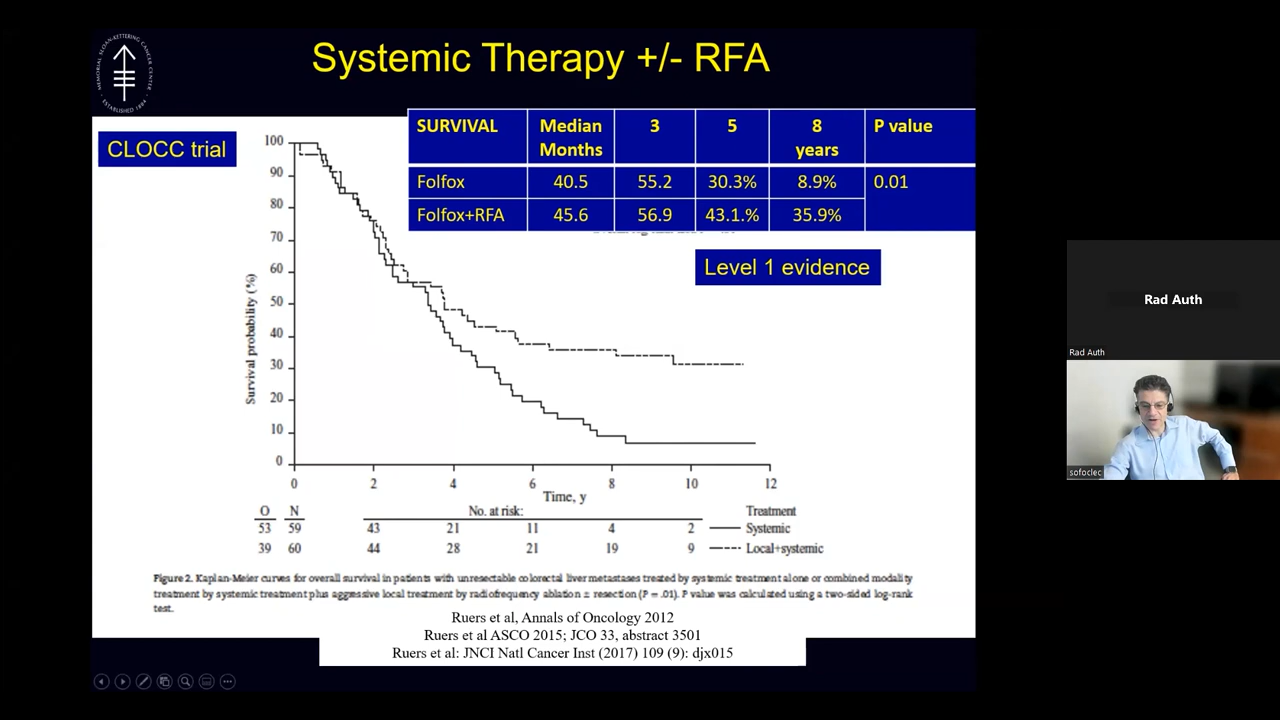 MEMORIAL SLOAN-KETTERING CANCER CENTER
ESTABLISHED 1884
Systemic Therapy +/- RFA
CLOCC trial
SURVIVAL Median Months 3 5 8 years P value
Folfox 40.5 55.2 30.3% 8.9% 0.01
Folfox+RFA 45.6 56.9 43.1.% 35.9%
Level 1 evidence
Survival probability (%)
100
90
80
70
60
50
40
30
20
10
0
0 2 4 6 8 10 12
Time, y
O N No. at risk: Treatment
53 59 43 21 11 4 2 Systemic
39 60 44 28 21 19 9 Local+systemic
Figure 2. Kaplan-Meier curves for overall survival in patients with unresectable colorectal liver metastases treated by systemic treatment alone or combined modality
treatment by systemic treatment plus aggressive local treatment by radiofrequency ablation ± resection (P = .01). P value was calculated using a two-sided log-rank
test.
Ruers et al, Annals of Oncology 2012
Ruers et al ASCO 2015; JCO 33, abstract 3501
Ruers et al: JNCI Natl Cancer Inst (2017) 109 (9): djx015
Rad Auth
Rad Auth
sofoclec